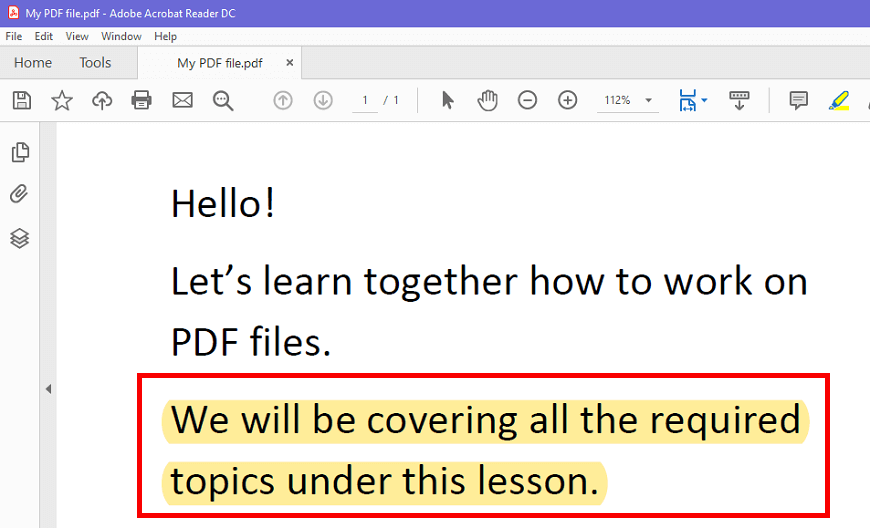 My PDF file.pdf - Adobe Acrobat Reader DC
File Edit View Window Help
Home Tools My PDF file.pdf ×
1 / 1 112%
Hello!
Let’s learn together how to work on
PDF files.
We will be covering all the required
topics under this lesson.